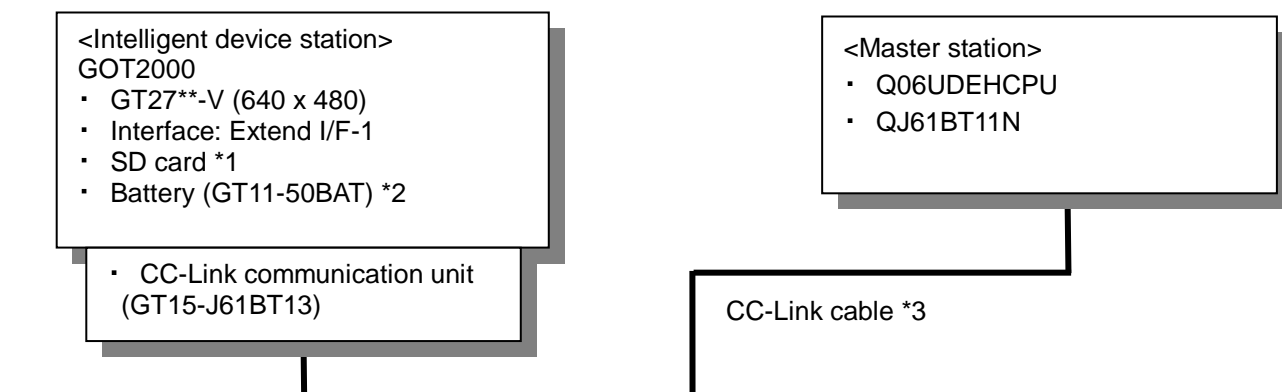 <Intelligent device station>
GOT2000
・ GT27**-V (640 x 480)
・ Interface: Extend I/F-1
・ SD card *1
・ Battery (GT11-50BAT) *2
・ CC-Link communication unit
(GT15-J61BT13)
<Master station>
・ Q06UDEHCPU
・ QJ61BT11N
CC-Link cable *3